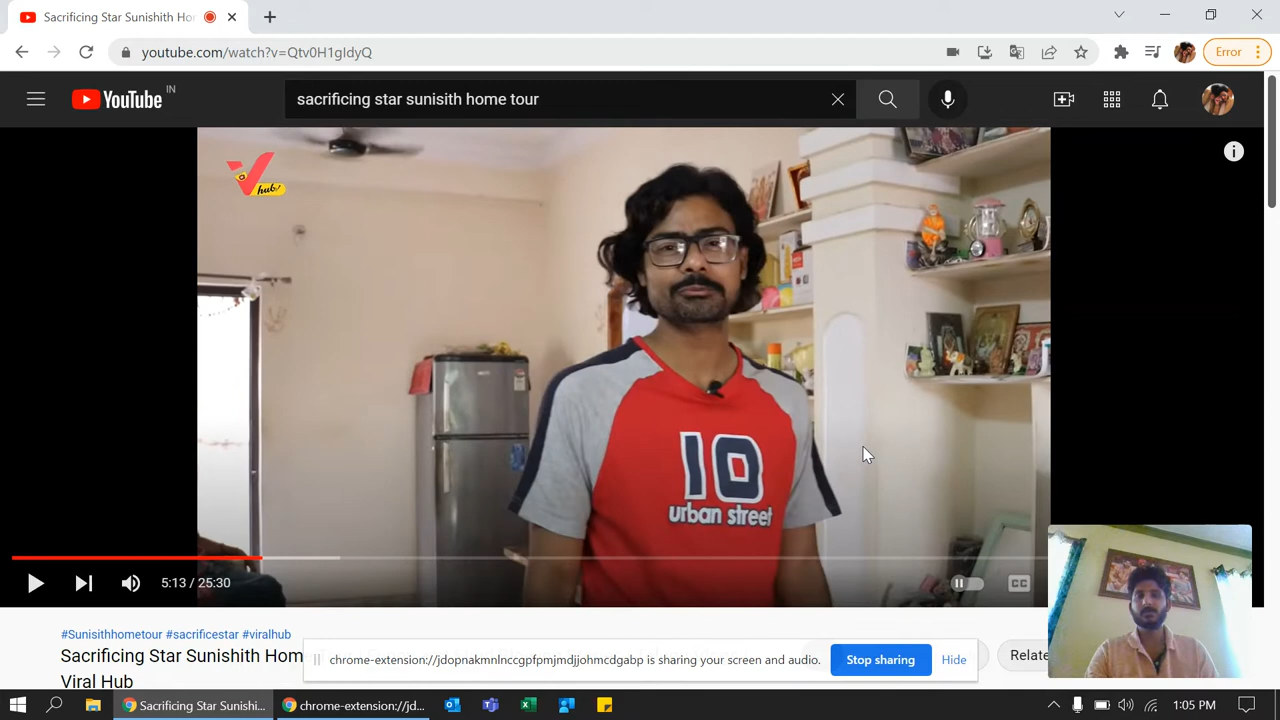 Sacrificing Star Sunishith Ho
youtube.com/watch?v=Qtv0H1gIdyQ
Error
YouTube IN
sacrificing star sunisith home tour
V
a
hub!
10
urban street
5:13 / 25:30
CC
#Sunisithhometour #sacrificestar #viralhub
Sacrificing Star Sunishith Hom
Viral Hub
Relate
chrome-extension://jdopnakmnlnccgpfpmjmdjjohmcdgabp is sharing your screen and audio.
Stop sharing
Hide
Sacrificing Star Sunishi...
chrome-extension://jd...
1:05 PM